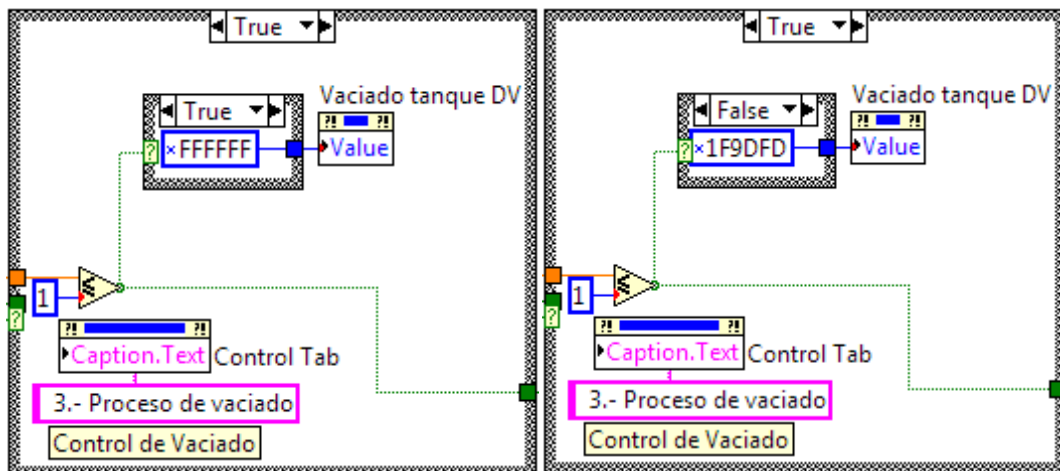 True
Vaciado tanque DV
True
×FFFFFF
?! ?!
Value
?
1
≤
?
?! ?!
Caption.Text
Control Tab
3.- Proceso de vaciado
Control de Vaciado
True
Vaciado tanque DV
False
×1F9DFD
?! ?!
Value
?
1
≤
?
?! ?!
Caption.Text
Control Tab
3.- Proceso de vaciado
Control de Vaciado